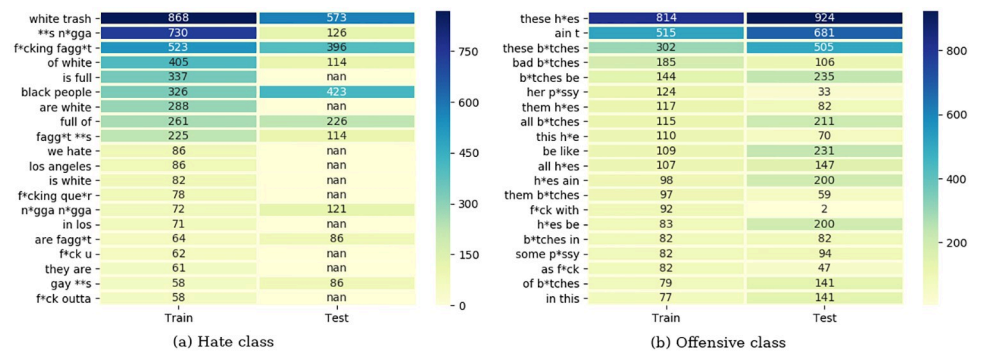 white trash 868 573
**s n*gga 730 126
f*cking fagg*t 523 396
of white 405 114
is full 337 nan
black people 326 423
are white 288 nan
full of 261 226
fagg*t **s 225 114
we hate 86 nan
los angeles 86 nan
is white 82 nan
f*cking que*r 78 nan
n*gga n*gga 72 121
in los 71 nan
are fagg*t 64 86
f*ck u 62 nan
they are 61 nan
gay **s 58 86
f*ck outta 58 nan
Train Test
750
600
450
300
150
0
(a) Hate class
these h*es 814 924
ain t 515 681
these b*tches 302 505
bad b*tches 185 106
b*tches be 144 235
her p*ssy 124 33
them h*es 117 82
all b*tches 115 211
this h*e 110 70
be like 109 231
all h*es 107 147
h*es ain 98 200
them b*tches 97 59
f*ck with 92 2
h*es be 83 200
b*tches in 82 82
some p*ssy 82 94
as f*ck 82 47
of b*tches 79 141
in this 77 141
Train Test
800
600
400
200
(b) Offensive class